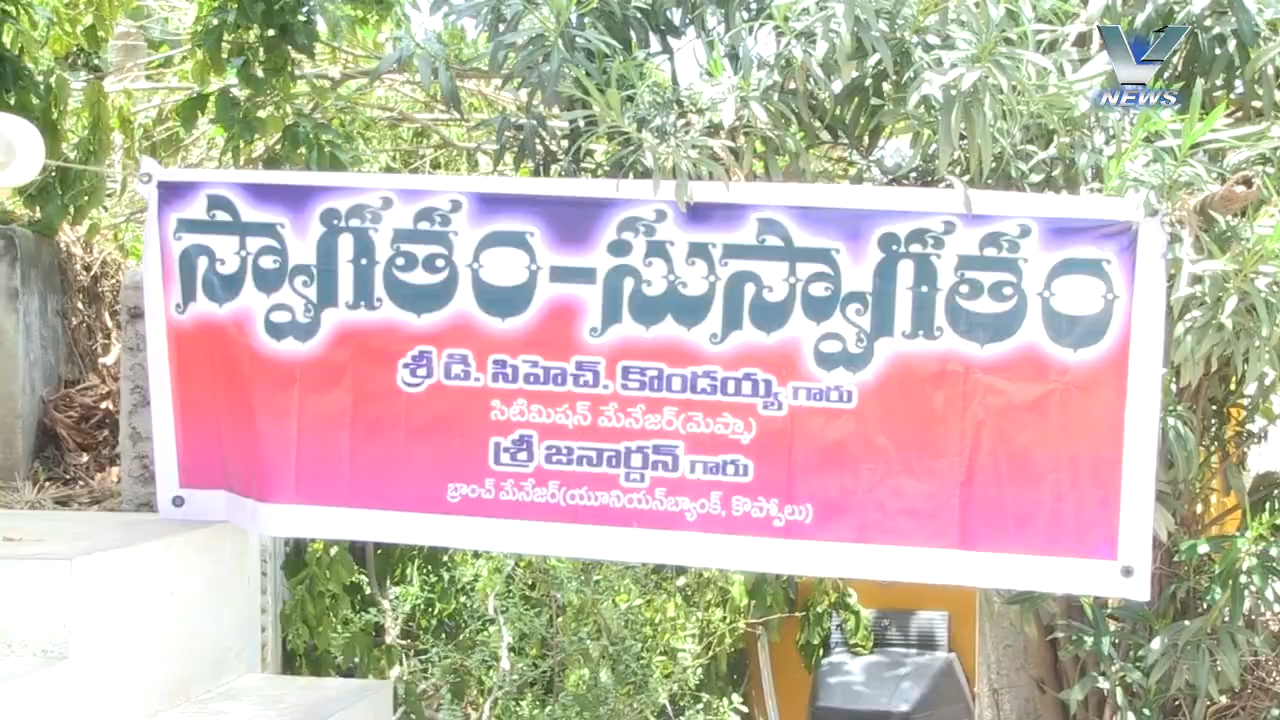 V NEWS
స్వాగతం-సుస్వాగతం
శ్రీ డి. సిహెచ్. కొండయ్య గారు
సిటిమిషన్ మేనేజర్(మెప్మా)
శ్రీ జనార్దన్ గారు
బ్రాంచ్ మేనేజర్(యూనియన్‌బ్యాంక్, కొప్పోలు)